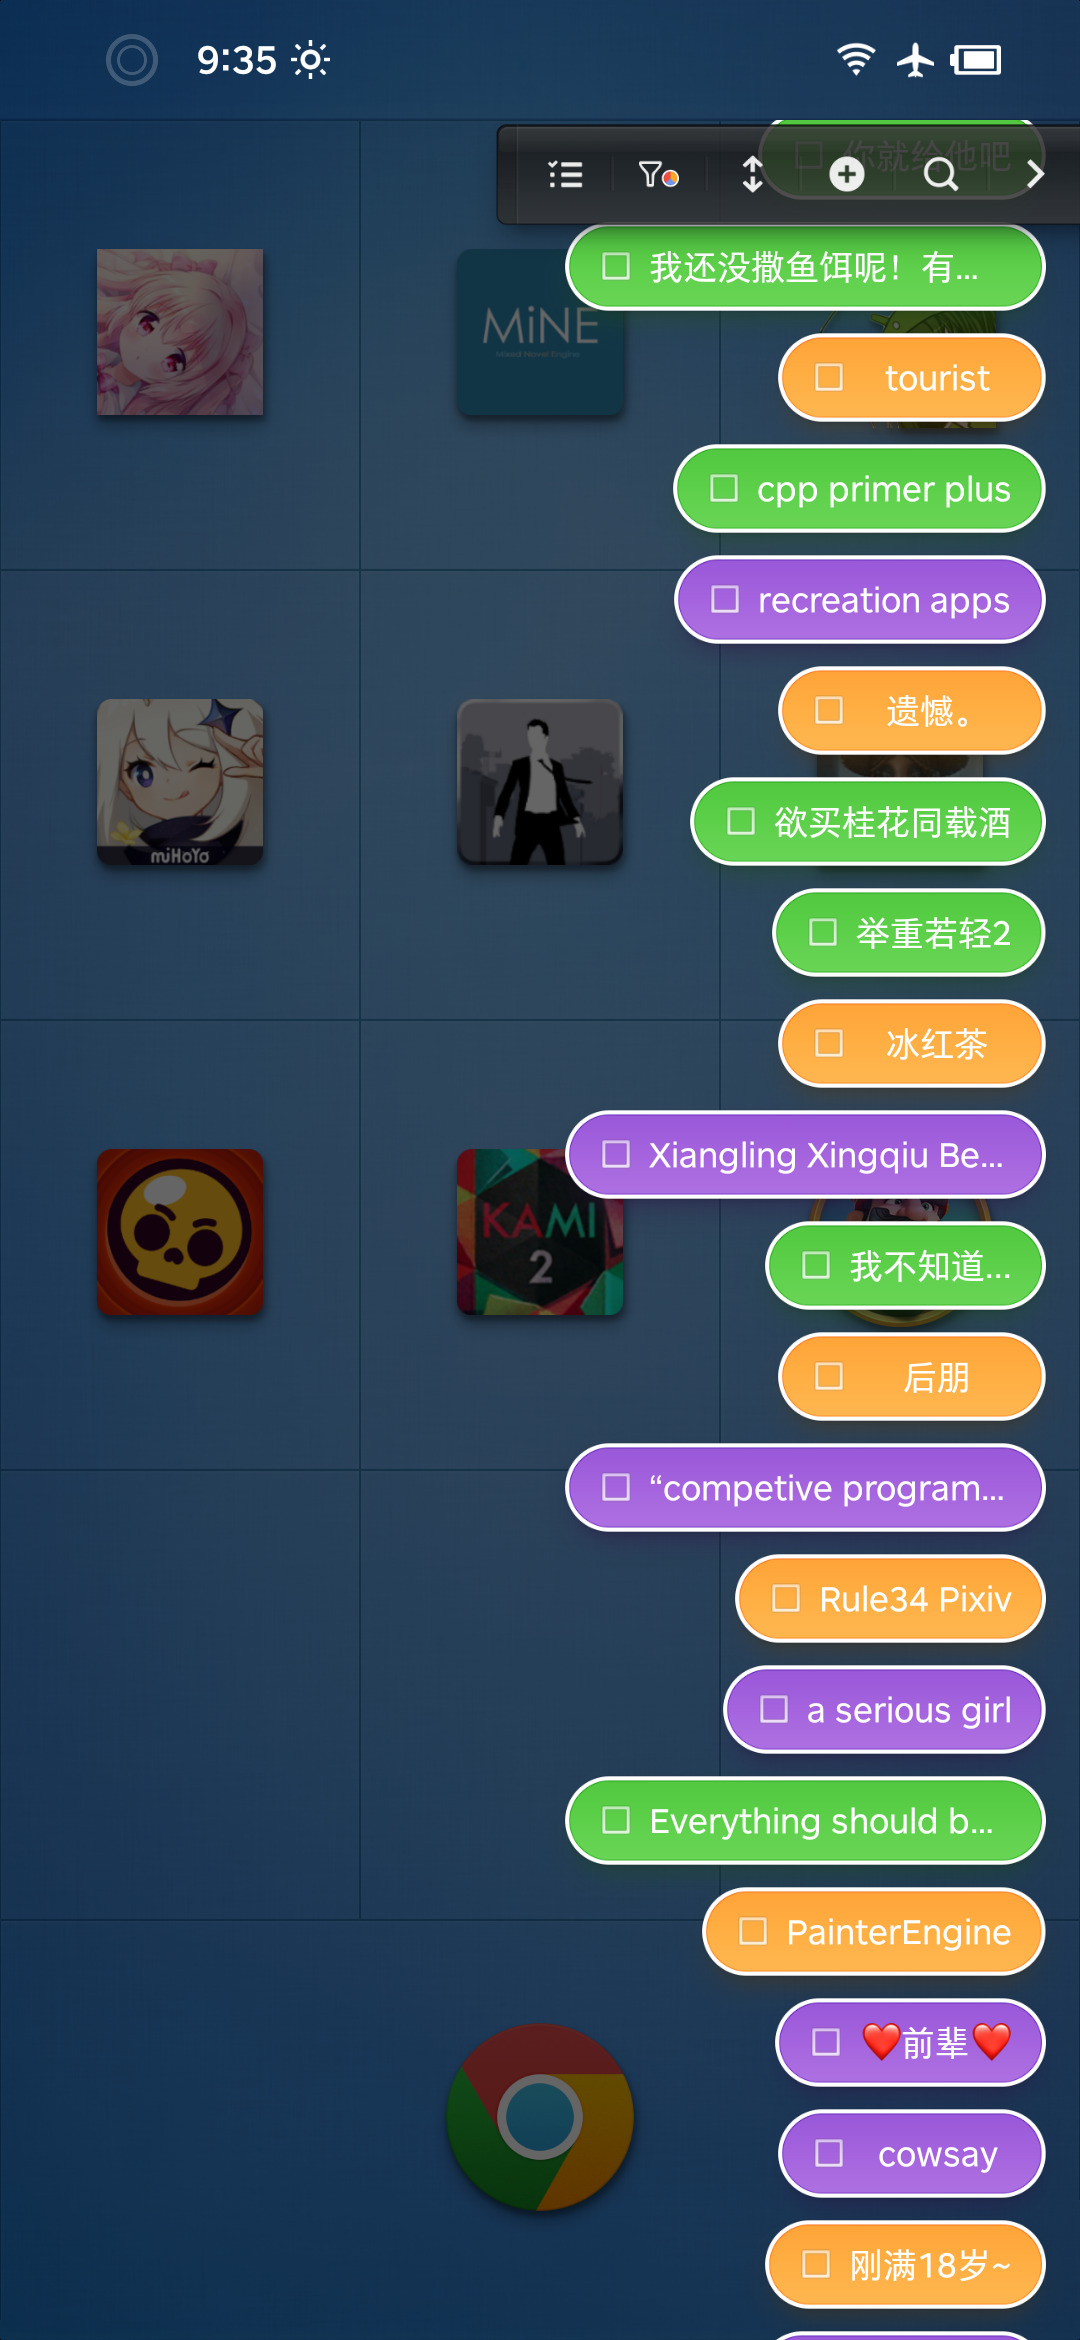 9:35
你就给他吧
我还没撒鱼饵呢！有...
MiNE
Mixed Novel Engine
tourist
cpp primer plus
recreation apps
遗憾。
miHoYo
欲买桂花同载酒
举重若轻2
冰红茶
Xiangling Xingqiu Be...
KAMI
2
我不知道...
后朋
“competive program...
Rule34 Pixiv
a serious girl
Everything should b...
PainterEngine
❤️前辈❤️
cowsay
刚满18岁~